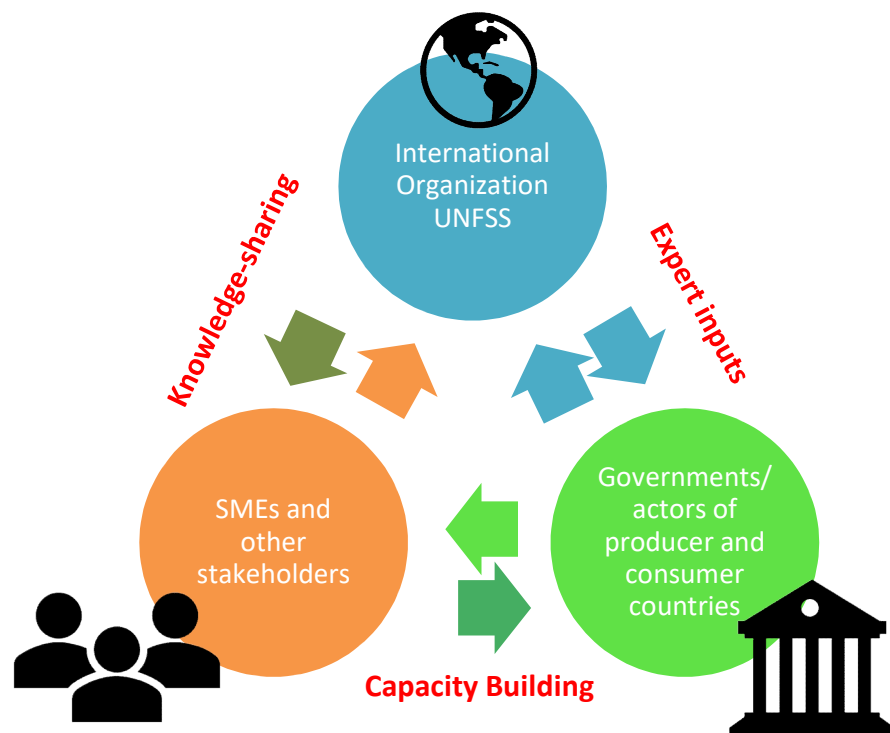 International
Organization
UNFSS
Knowledge-sharing
Expert inputs
SMEs and
other
stakeholders
Governments/
actors of
producer and
consumer
countries
Capacity Building